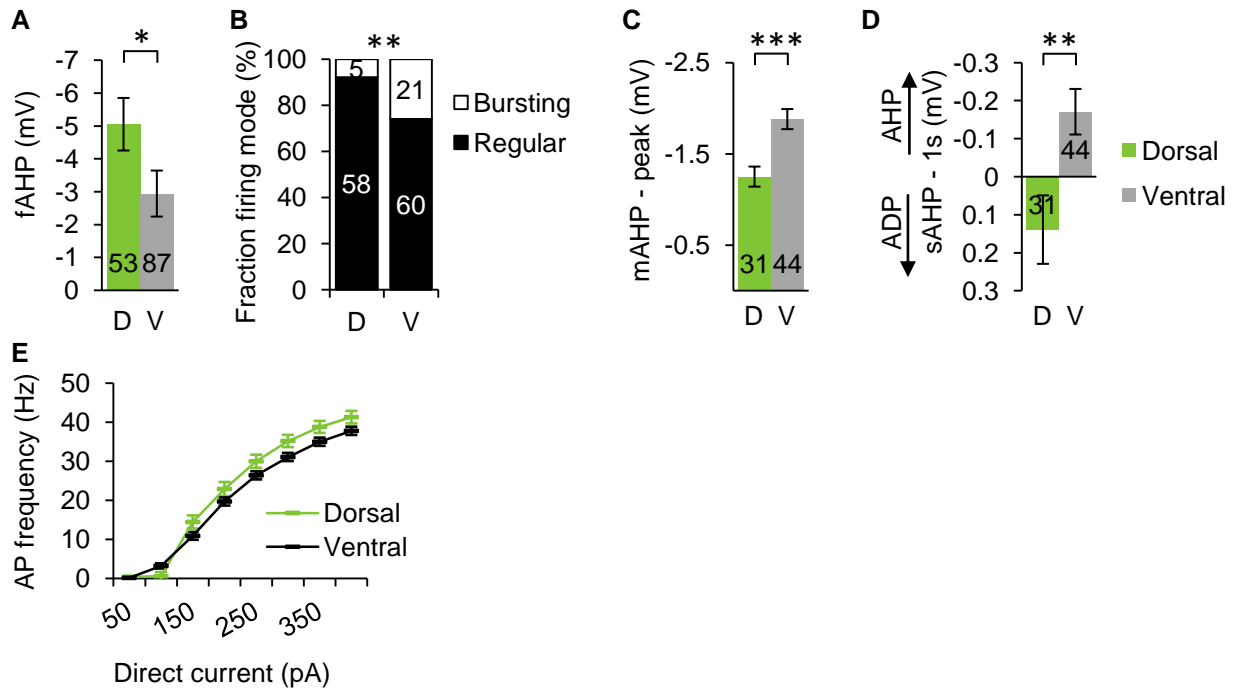 A
*
fAHP (mV)
-7
-6
-5
-4
-3
-2
-1
0
53 87
D V
B
**
Fraction firing mode (%)
100
80
60
40
20
0
5
21
58
60
D V
Bursting
Regular
C
***
mAHP - peak (mV)
-2.5
-1.5
-0.5
31 44
D V
D
**
AHP
ADP
sAHP - 1s (mV)
-0.3
-0.2
-0.1
0
0.1
0.2
0.3
44
31
D V
Dorsal
Ventral
E
AP frequency (Hz)
50
40
30
20
10
0
Dorsal
Ventral
50 150 250 350
Direct current (pA)